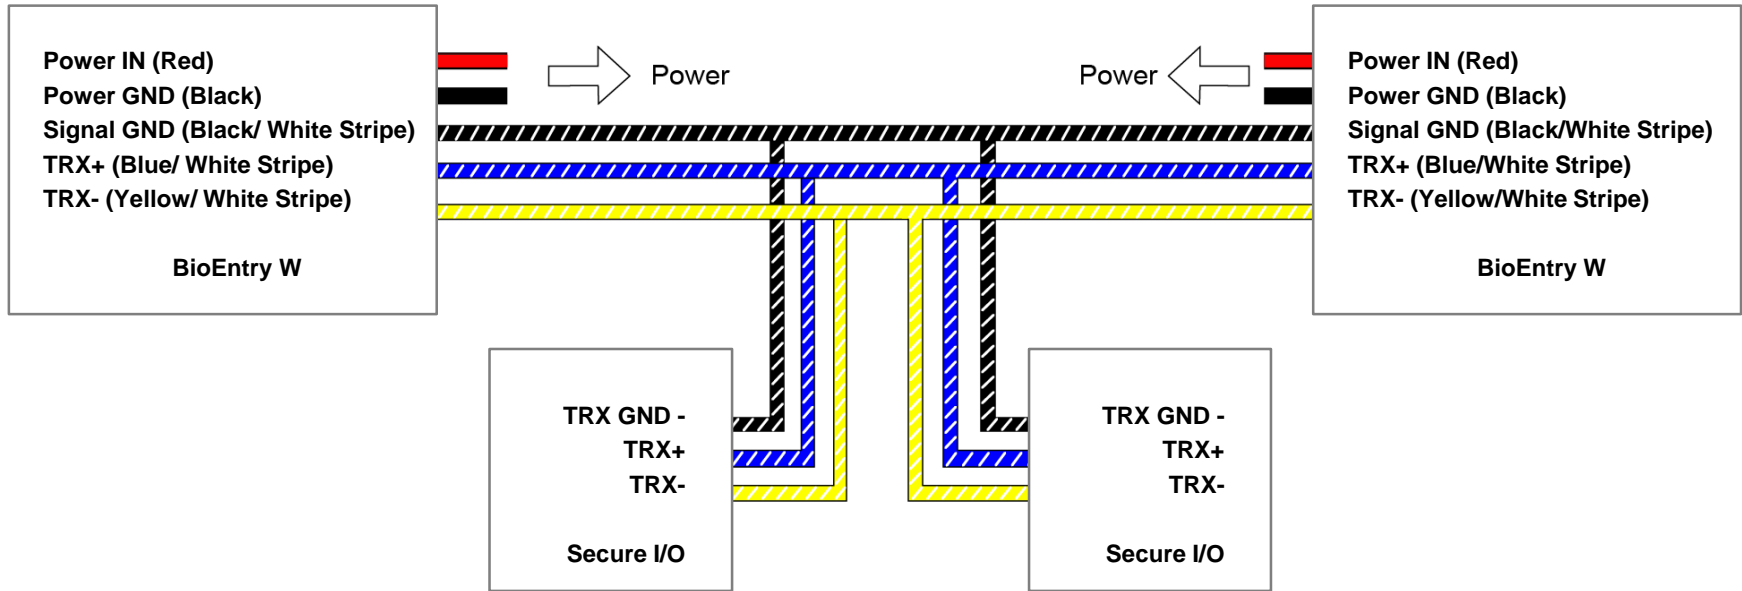 Power IN (Red)
Power GND (Black)
Signal GND (Black/ White Stripe)
TRX+ (Blue/ White Stripe)
TRX- (Yellow/ White Stripe)
BioEntry W
Power
Power
Power IN (Red)
Power GND (Black)
Signal GND (Black/White Stripe)
TRX+ (Blue/White Stripe)
TRX- (Yellow/White Stripe)
BioEntry W
TRX GND -
TRX+
TRX-
Secure I/O
TRX GND -
TRX+
TRX-
Secure I/O